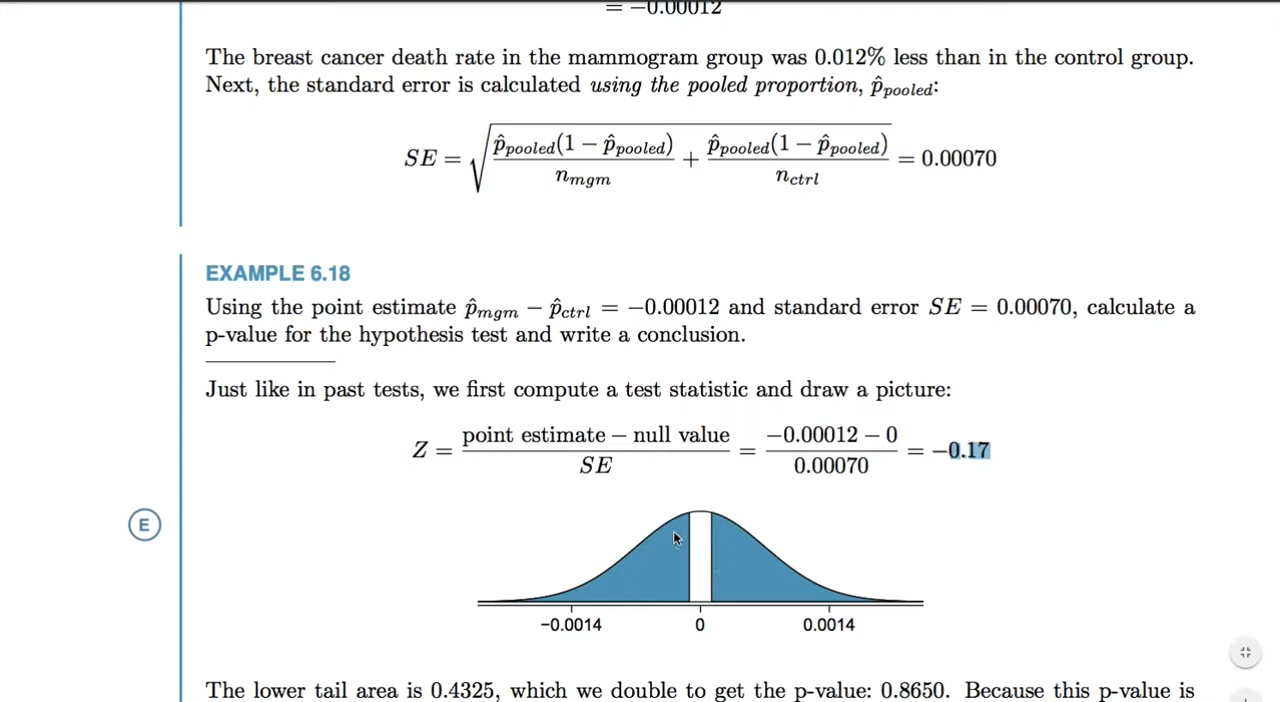 = −0.00012
The breast cancer death rate in the mammogram group was 0.012% less than in the control group.
Next, the standard error is calculated using the pooled proportion, p̂pooled:
SE = √ p̂pooled(1 − p̂pooled) / nmgm + p̂pooled(1 − p̂pooled) / nctrl = 0.00070
EXAMPLE 6.18
Using the point estimate p̂mgm − p̂ctrl = −0.00012 and standard error SE = 0.00070, calculate a
p-value for the hypothesis test and write a conclusion.
Just like in past tests, we first compute a test statistic and draw a picture:
Z = point estimate − null value / SE = −0.00012 − 0 / 0.00070 = −0.17
E
−0.0014 0 0.0014
The lower tail area is 0.4325, which we double to get the p-value: 0.8650. Because this p-value is